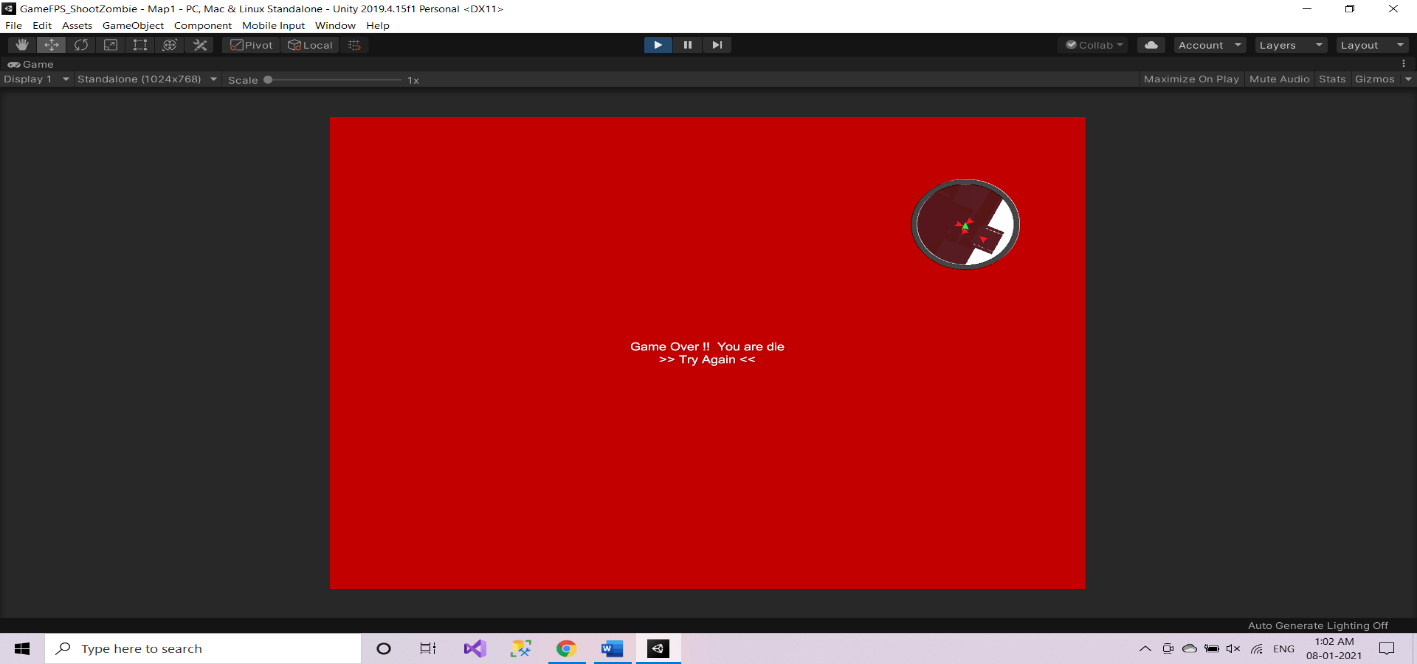 GameFPS_ShootZombie - Map1 - PC, Mac & Linux Standalone - Unity 2019.4.15f1 Personal <DX11>
File Edit Assets GameObject Component Mobile Input Window Help
Pivot Local Collab Account Layers Layout
Game
Display 1 Standalone (1024x768) Scale 1x Maximize On Play Mute Audio Stats Gizmos
Game Over !! You are die
>> Try Again <<
Auto Generate Lighting Off
Type here to search ENG 1:02 AM
08-01-2021